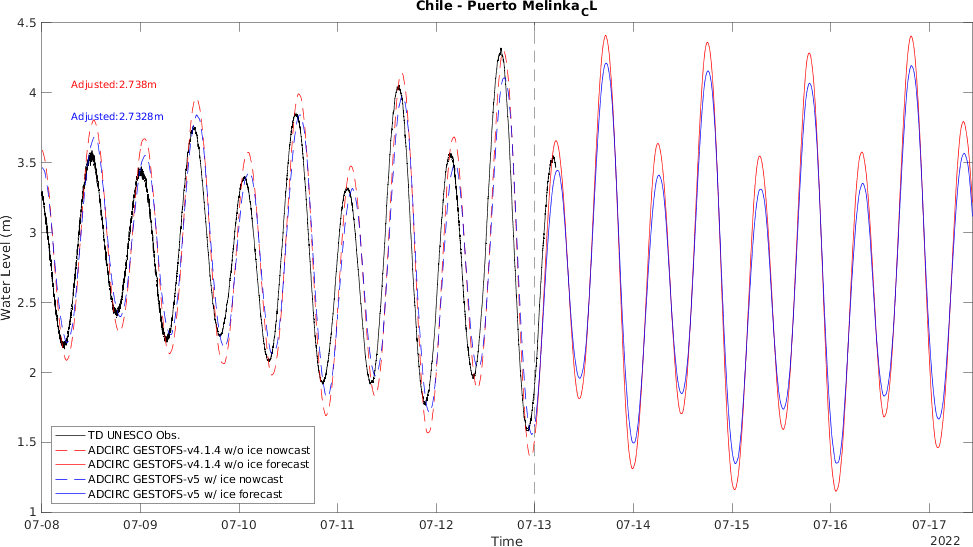 Chile - Puerto Melinka_CL
4.5
4
3.5
3
2.5
2
1.5
1
Water Level (m)
Adjusted:2.738m
Adjusted:2.7328m
TD UNESCO Obs.
ADCIRC GESTOFS-v4.1.4 w/o ice nowcast
ADCIRC GESTOFS-v4.1.4 w/o ice forecast
ADCIRC GESTOFS-v5 w/ ice nowcast
ADCIRC GESTOFS-v5 w/ ice forecast
07-08 07-09 07-10 07-11 07-12 07-13 07-14 07-15 07-16 07-17
Time
2022